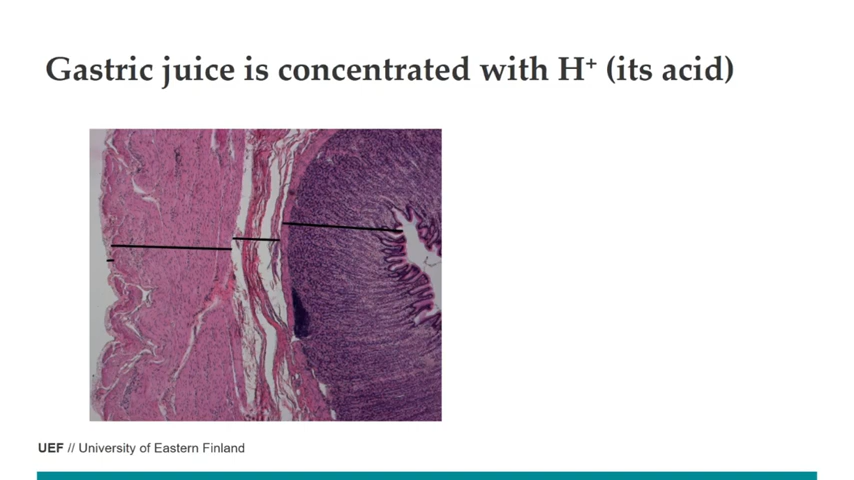 Gastric juice is concentrated with H⁺ (its acid)
UEF // University of Eastern Finland